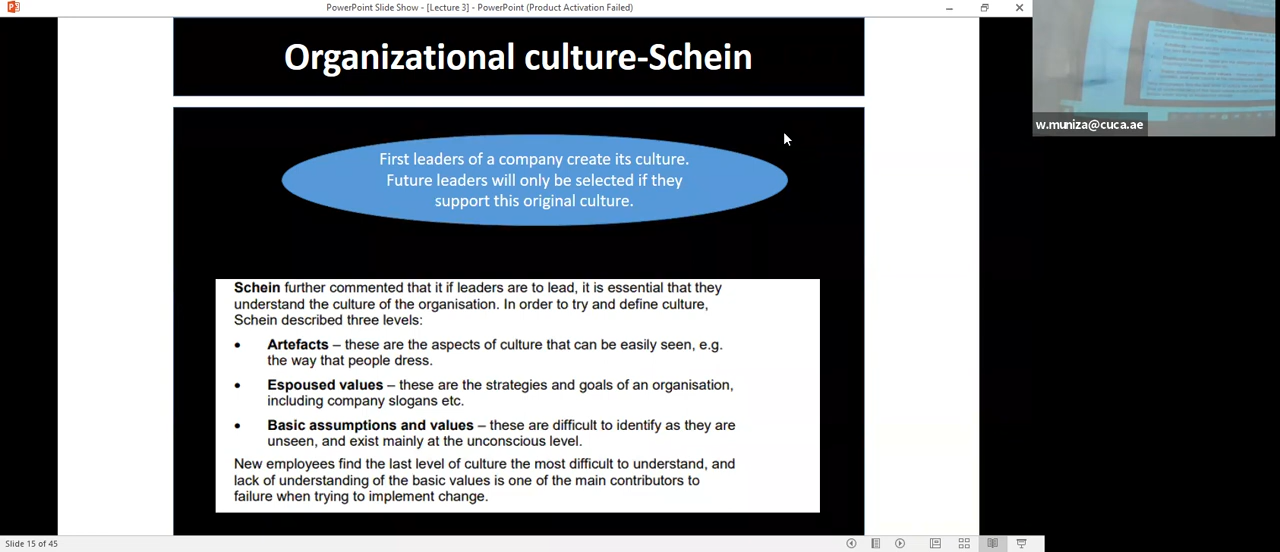 PowerPoint Slide Show - [Lecture 3] - PowerPoint (Product Activation Failed)
Organizational culture-Schein
w.muniza@cuca.ae
First leaders of a company create its culture.
Future leaders will only be selected if they
support this original culture.
Schein further commented that it if leaders are to lead, it is essential that they
understand the culture of the organisation. In order to try and define culture,
Schein described three levels:
• Artefacts – these are the aspects of culture that can be easily seen, e.g.
the way that people dress.
• Espoused values – these are the strategies and goals of an organisation,
including company slogans etc.
• Basic assumptions and values – these are difficult to identify as they are
unseen, and exist mainly at the unconscious level.
New employees find the last level of culture the most difficult to understand, and
lack of understanding of the basic values is one of the main contributors to
failure when trying to implement change.
Slide 15 of 45